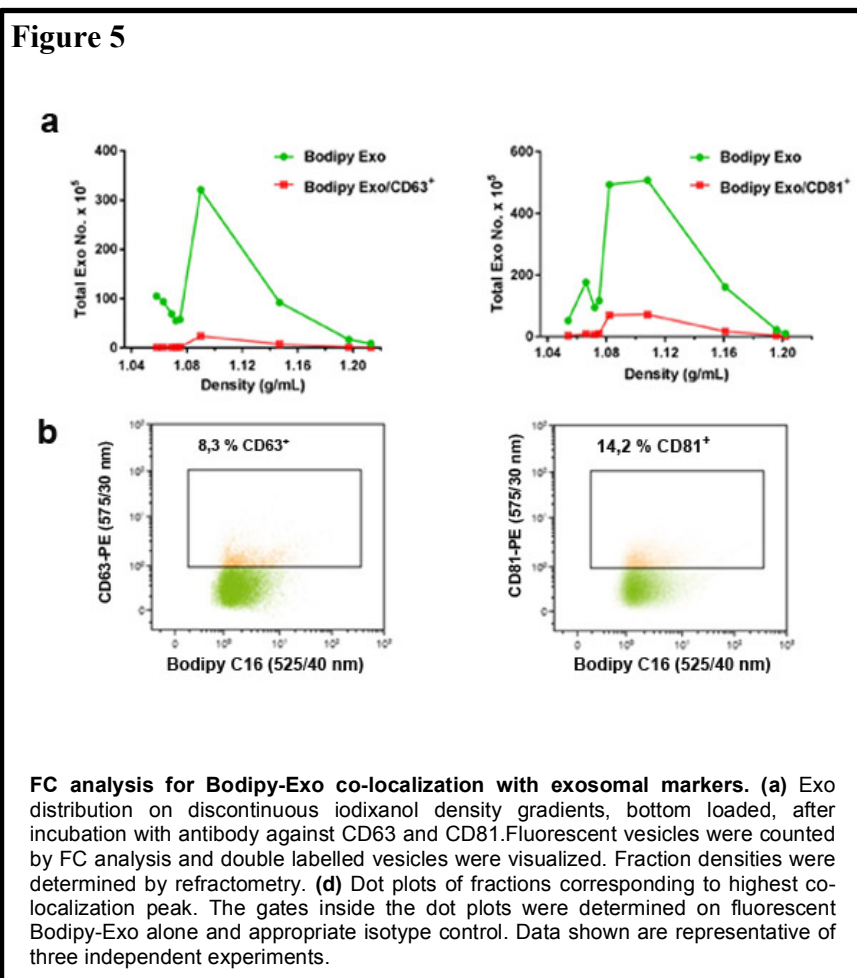 Figure 5
a
400
300
200
100
0
Total Exo No. x 10⁵
Bodipy Exo
Bodipy Exo/CD63⁺
1.04 1.08 1.12 1.16 1.20
Density (g/mL)
600
400
200
0
Total Exo No. x 10⁵
Bodipy Exo
Bodipy Exo/CD81⁺
1.04 1.08 1.12 1.16 1.20
Density (g/mL)
b
8,3 % CD63⁺
CD63-PE (575/30 nm)
Bodipy C16 (525/40 nm)
14,2 % CD81⁺
CD81-PE (575/30 nm)
Bodipy C16 (525/40 nm)
FC analysis for Bodipy-Exo co-localization with exosomal markers. (a) Exo
distribution on discontinuous iodixanol density gradients, bottom loaded, after
incubation with antibody against CD63 and CD81.Fluorescent vesicles were counted
by FC analysis and double labelled vesicles were visualized. Fraction densities were
determined by refractometry. (d) Dot plots of fractions corresponding to highest co-
localization peak. The gates inside the dot plots were determined on fluorescent
Bodipy-Exo alone and appropriate isotype control. Data shown are representative of
three independent experiments.